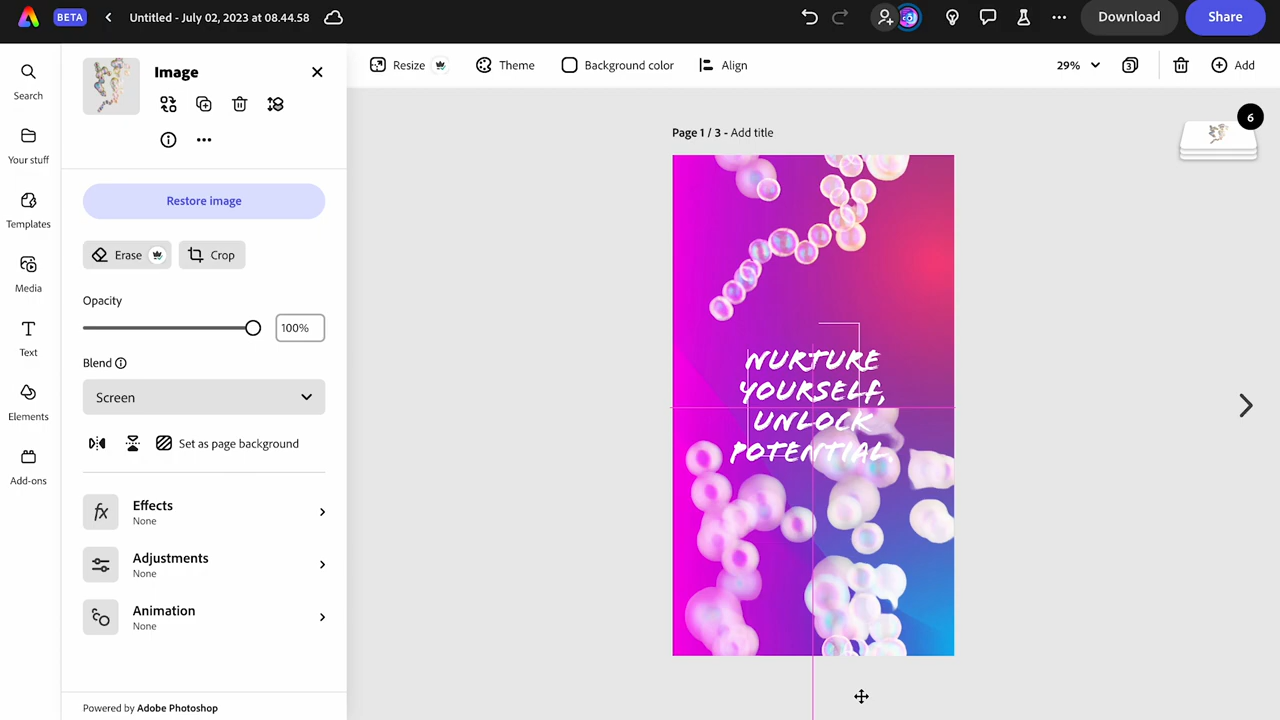 BETA
Untitled - July 02, 2023 at 08.44.58
Download
Share
Search
Your stuff
Templates
Media
Text
Elements
Add-ons
Image
Restore image
Erase
Crop
Opacity
100%
Blend
Screen
Set as page background
Effects
None
Adjustments
None
Animation
None
Powered by Adobe Photoshop
Resize
Theme
Background color
Align
29%
3
Add
Page 1 / 3 - Add title
6
NURTURE
YOURSELF,
UNLOCK
POTENTIAL.